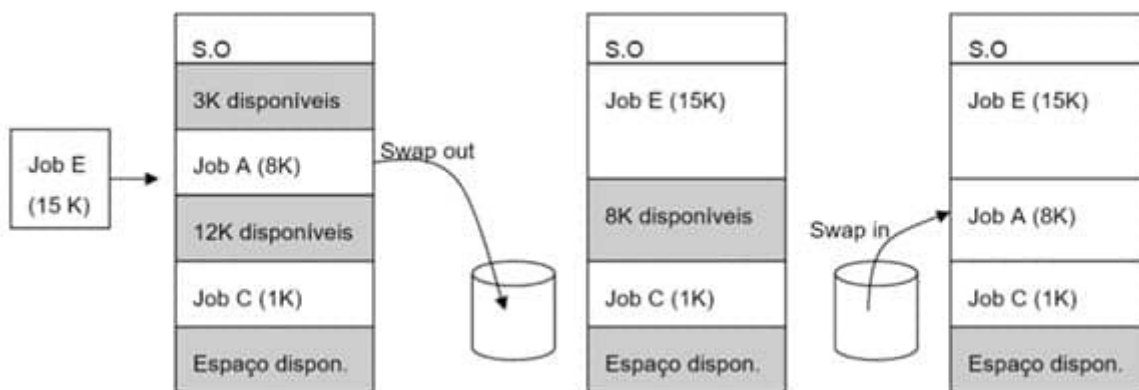 Job E
(15 K)
S.O
3K disponíveis
Job A (8K)
12K disponíveis
Job C (1K)
Espaço dispon.
Swap out
S.O
Job E (15K)
8K disponíveis
Job C (1K)
Espaço dispon.
Swap in
S.O
Job E (15K)
Job A (8K)
Job C (1K)
Espaço dispon.